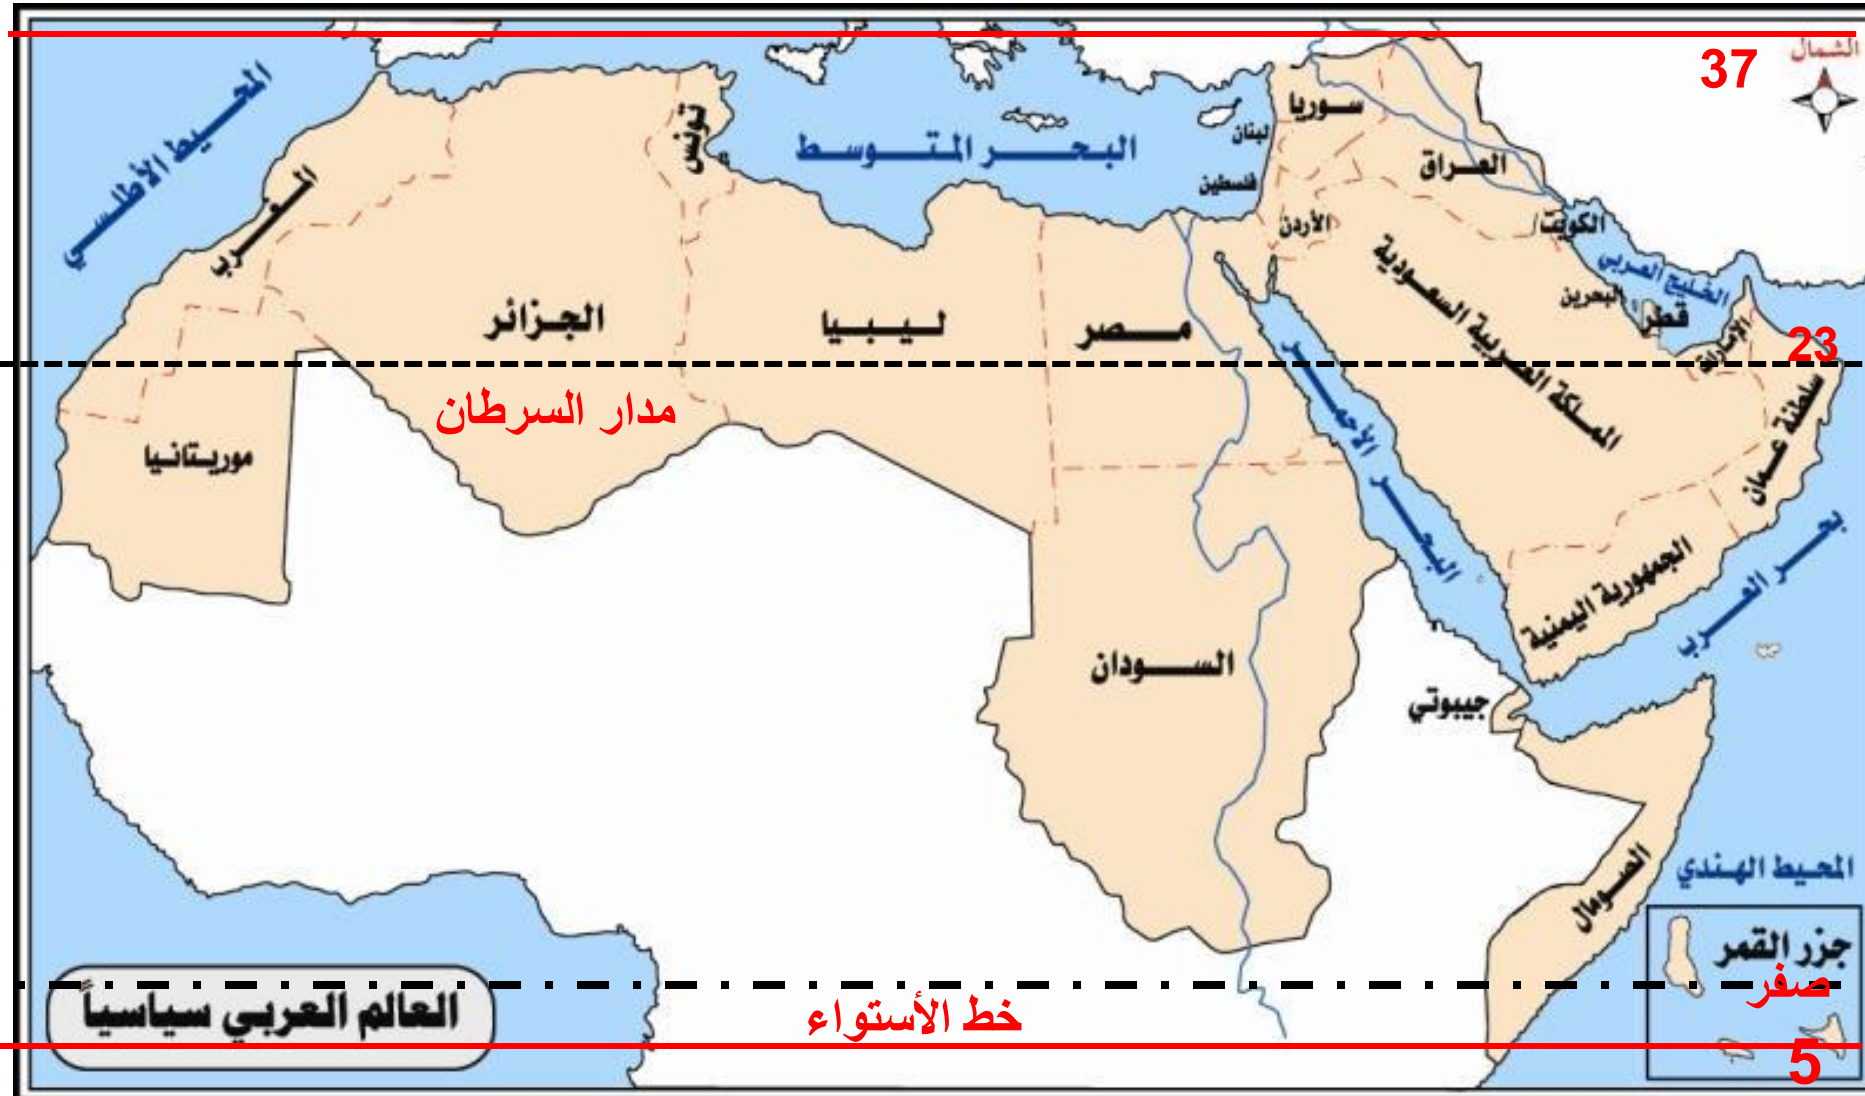 الشمال
37
المحيط الأطلسي
البحر المتوسط
سوريا
لبنان
تونس
العراق
فلسطين
المغرب
الأردن
الكويت
الخليج العربي
البحرين
قطر
الجزائر
ليبيا
مصر
المملكة العربية السعودية
الإمارات
23
مدار السرطان
البحر الأحمر
سلطنة عمان
موريتانيا
بحر العرب
الجمهورية اليمنية
السودان
جيبوتي
الصومال
المحيط الهندي
جزر القمر
صفر
العالم العربي سياسياً
خط الأستواء
5